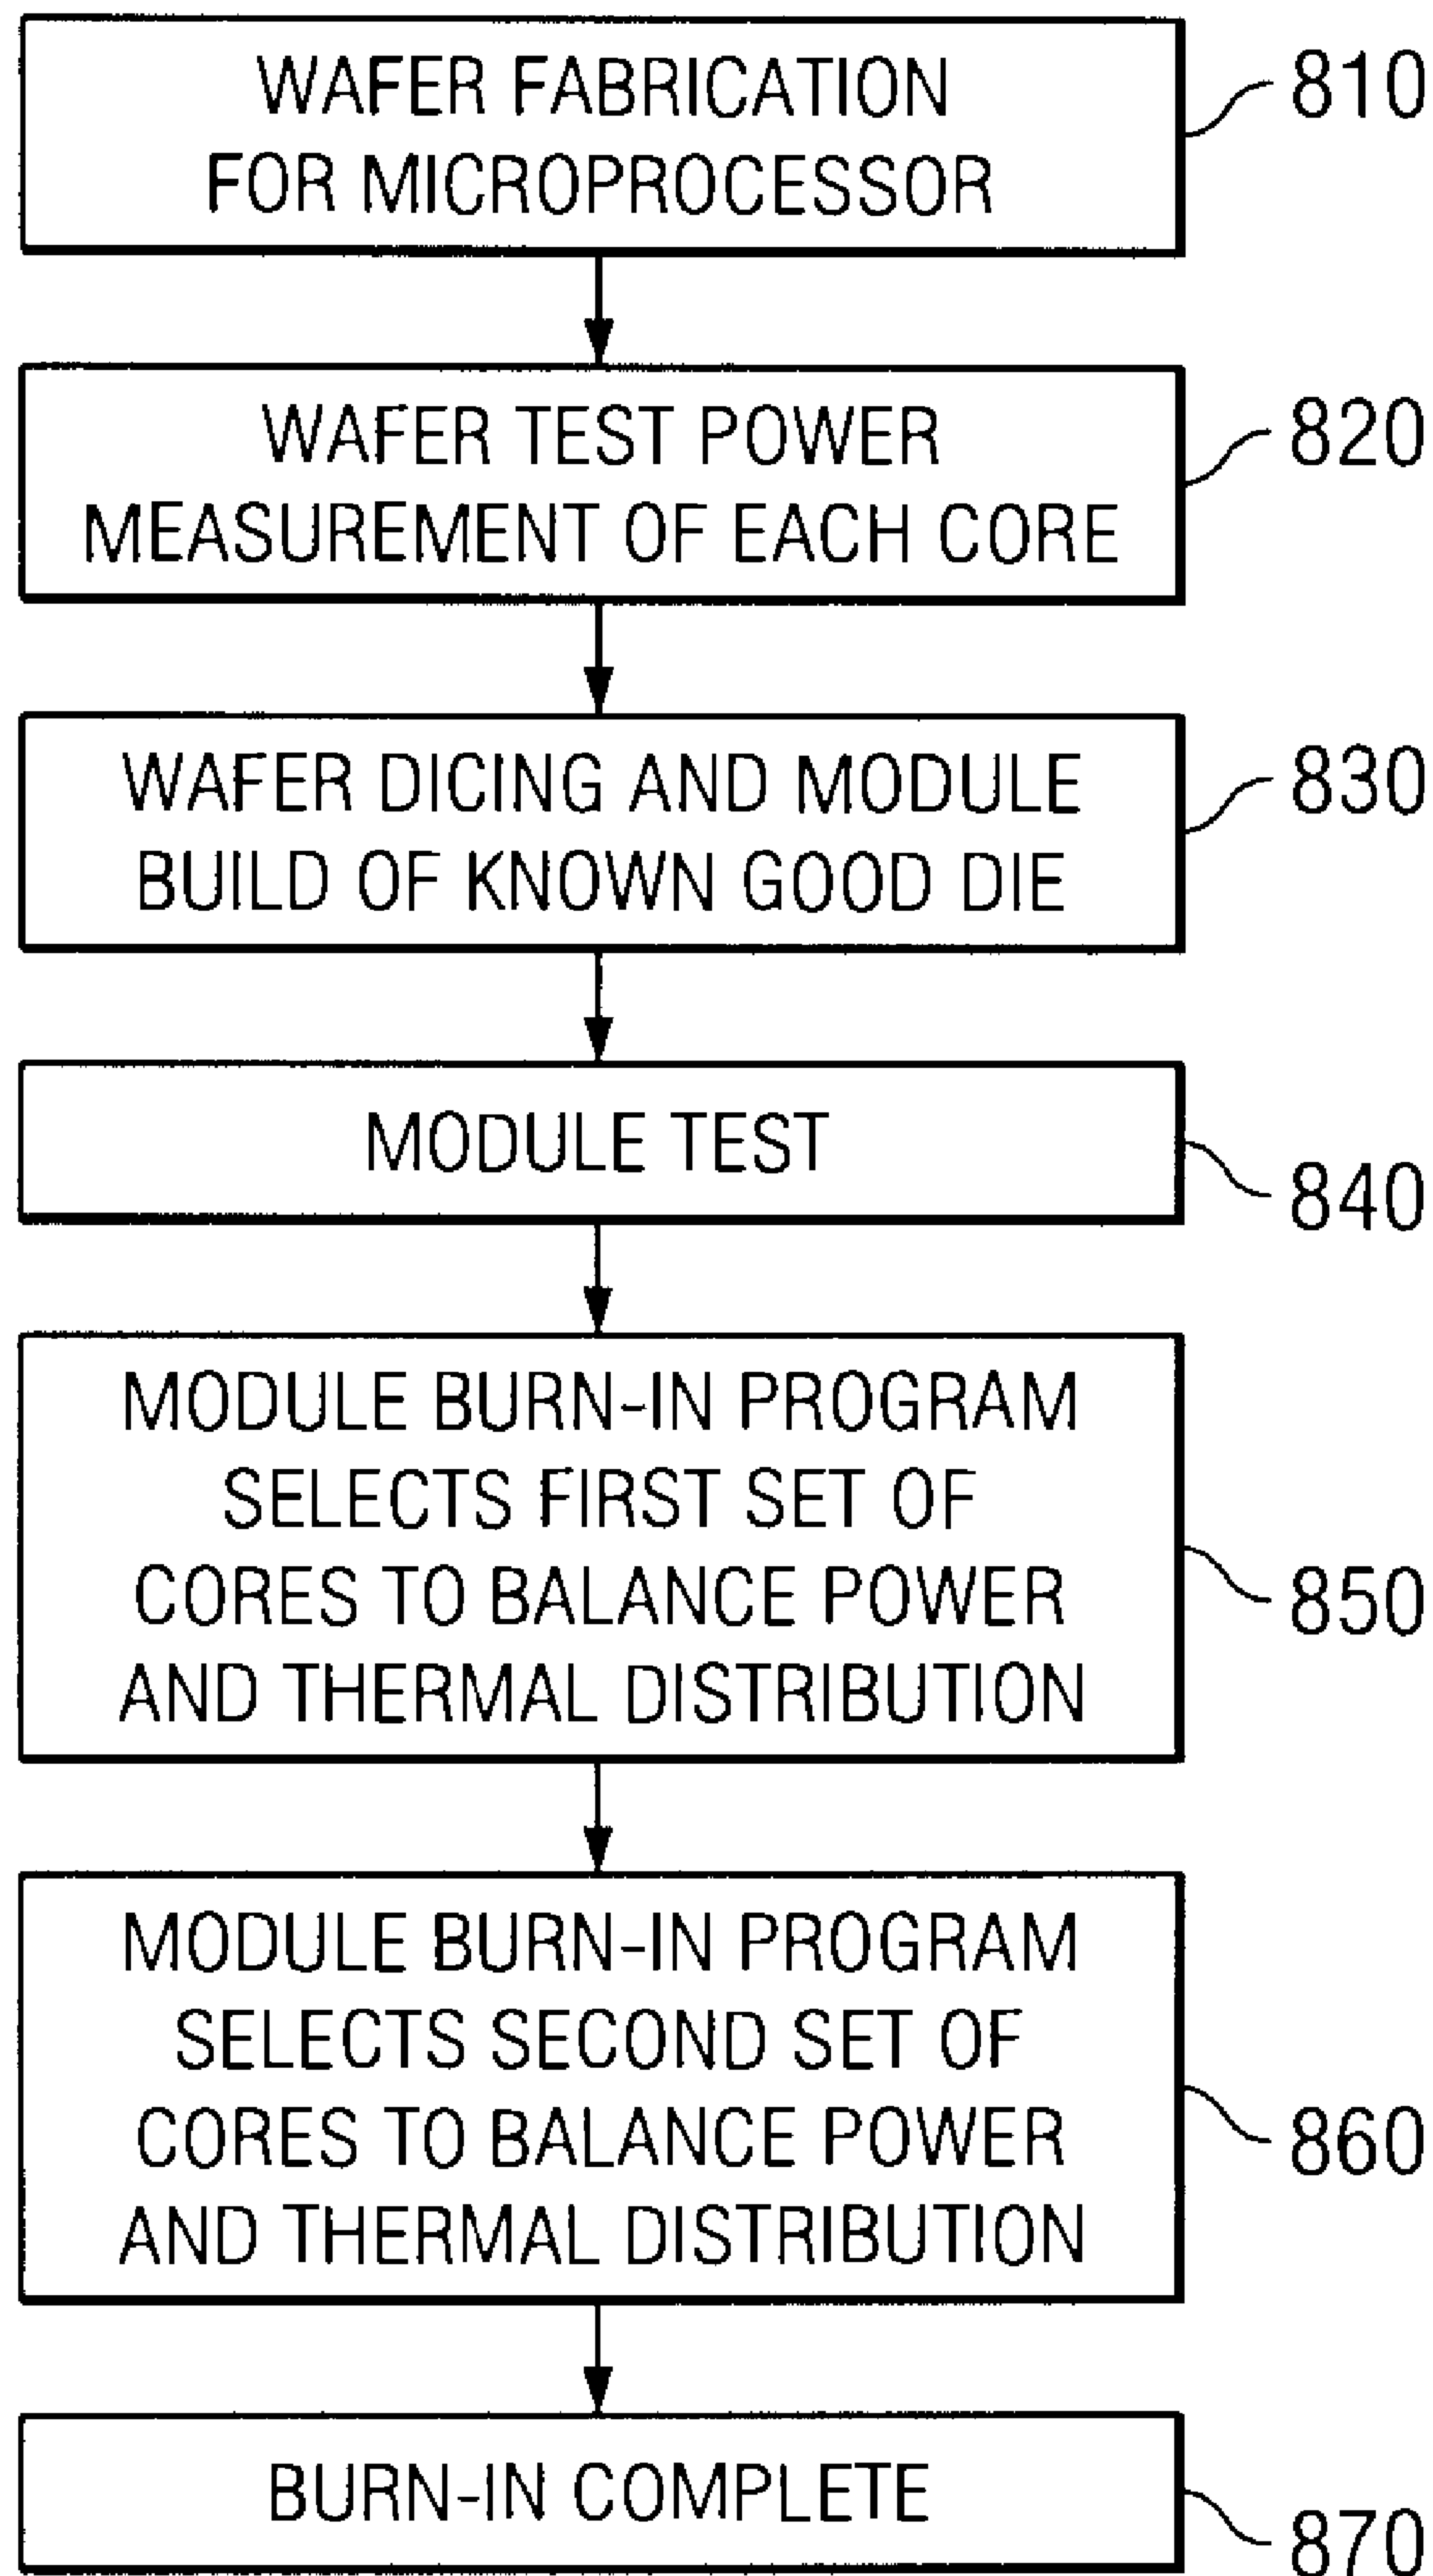 WAFER FABRICATION
FOR MICROPROCESSOR
810
WAFER TEST POWER
MEASUREMENT OF EACH CORE
820
WAFER DICING AND MODULE
BUILD OF KNOWN GOOD DIE
830
MODULE TEST
840
MODULE BURN-IN PROGRAM
SELECTS FIRST SET OF
CORES TO BALANCE POWER
AND THERMAL DISTRIBUTION
850
MODULE BURN-IN PROGRAM
SELECTS SECOND SET OF
CORES TO BALANCE POWER
AND THERMAL DISTRIBUTION
860
BURN-IN COMPLETE
870